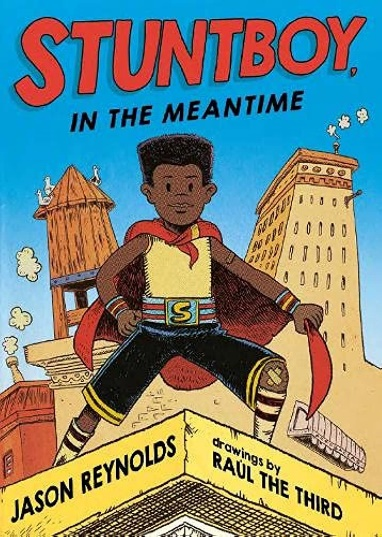 STUNTBOY,
IN THE MEANTIME
S
JASON REYNOLDS
drawings by
RAÚL THE THIRD